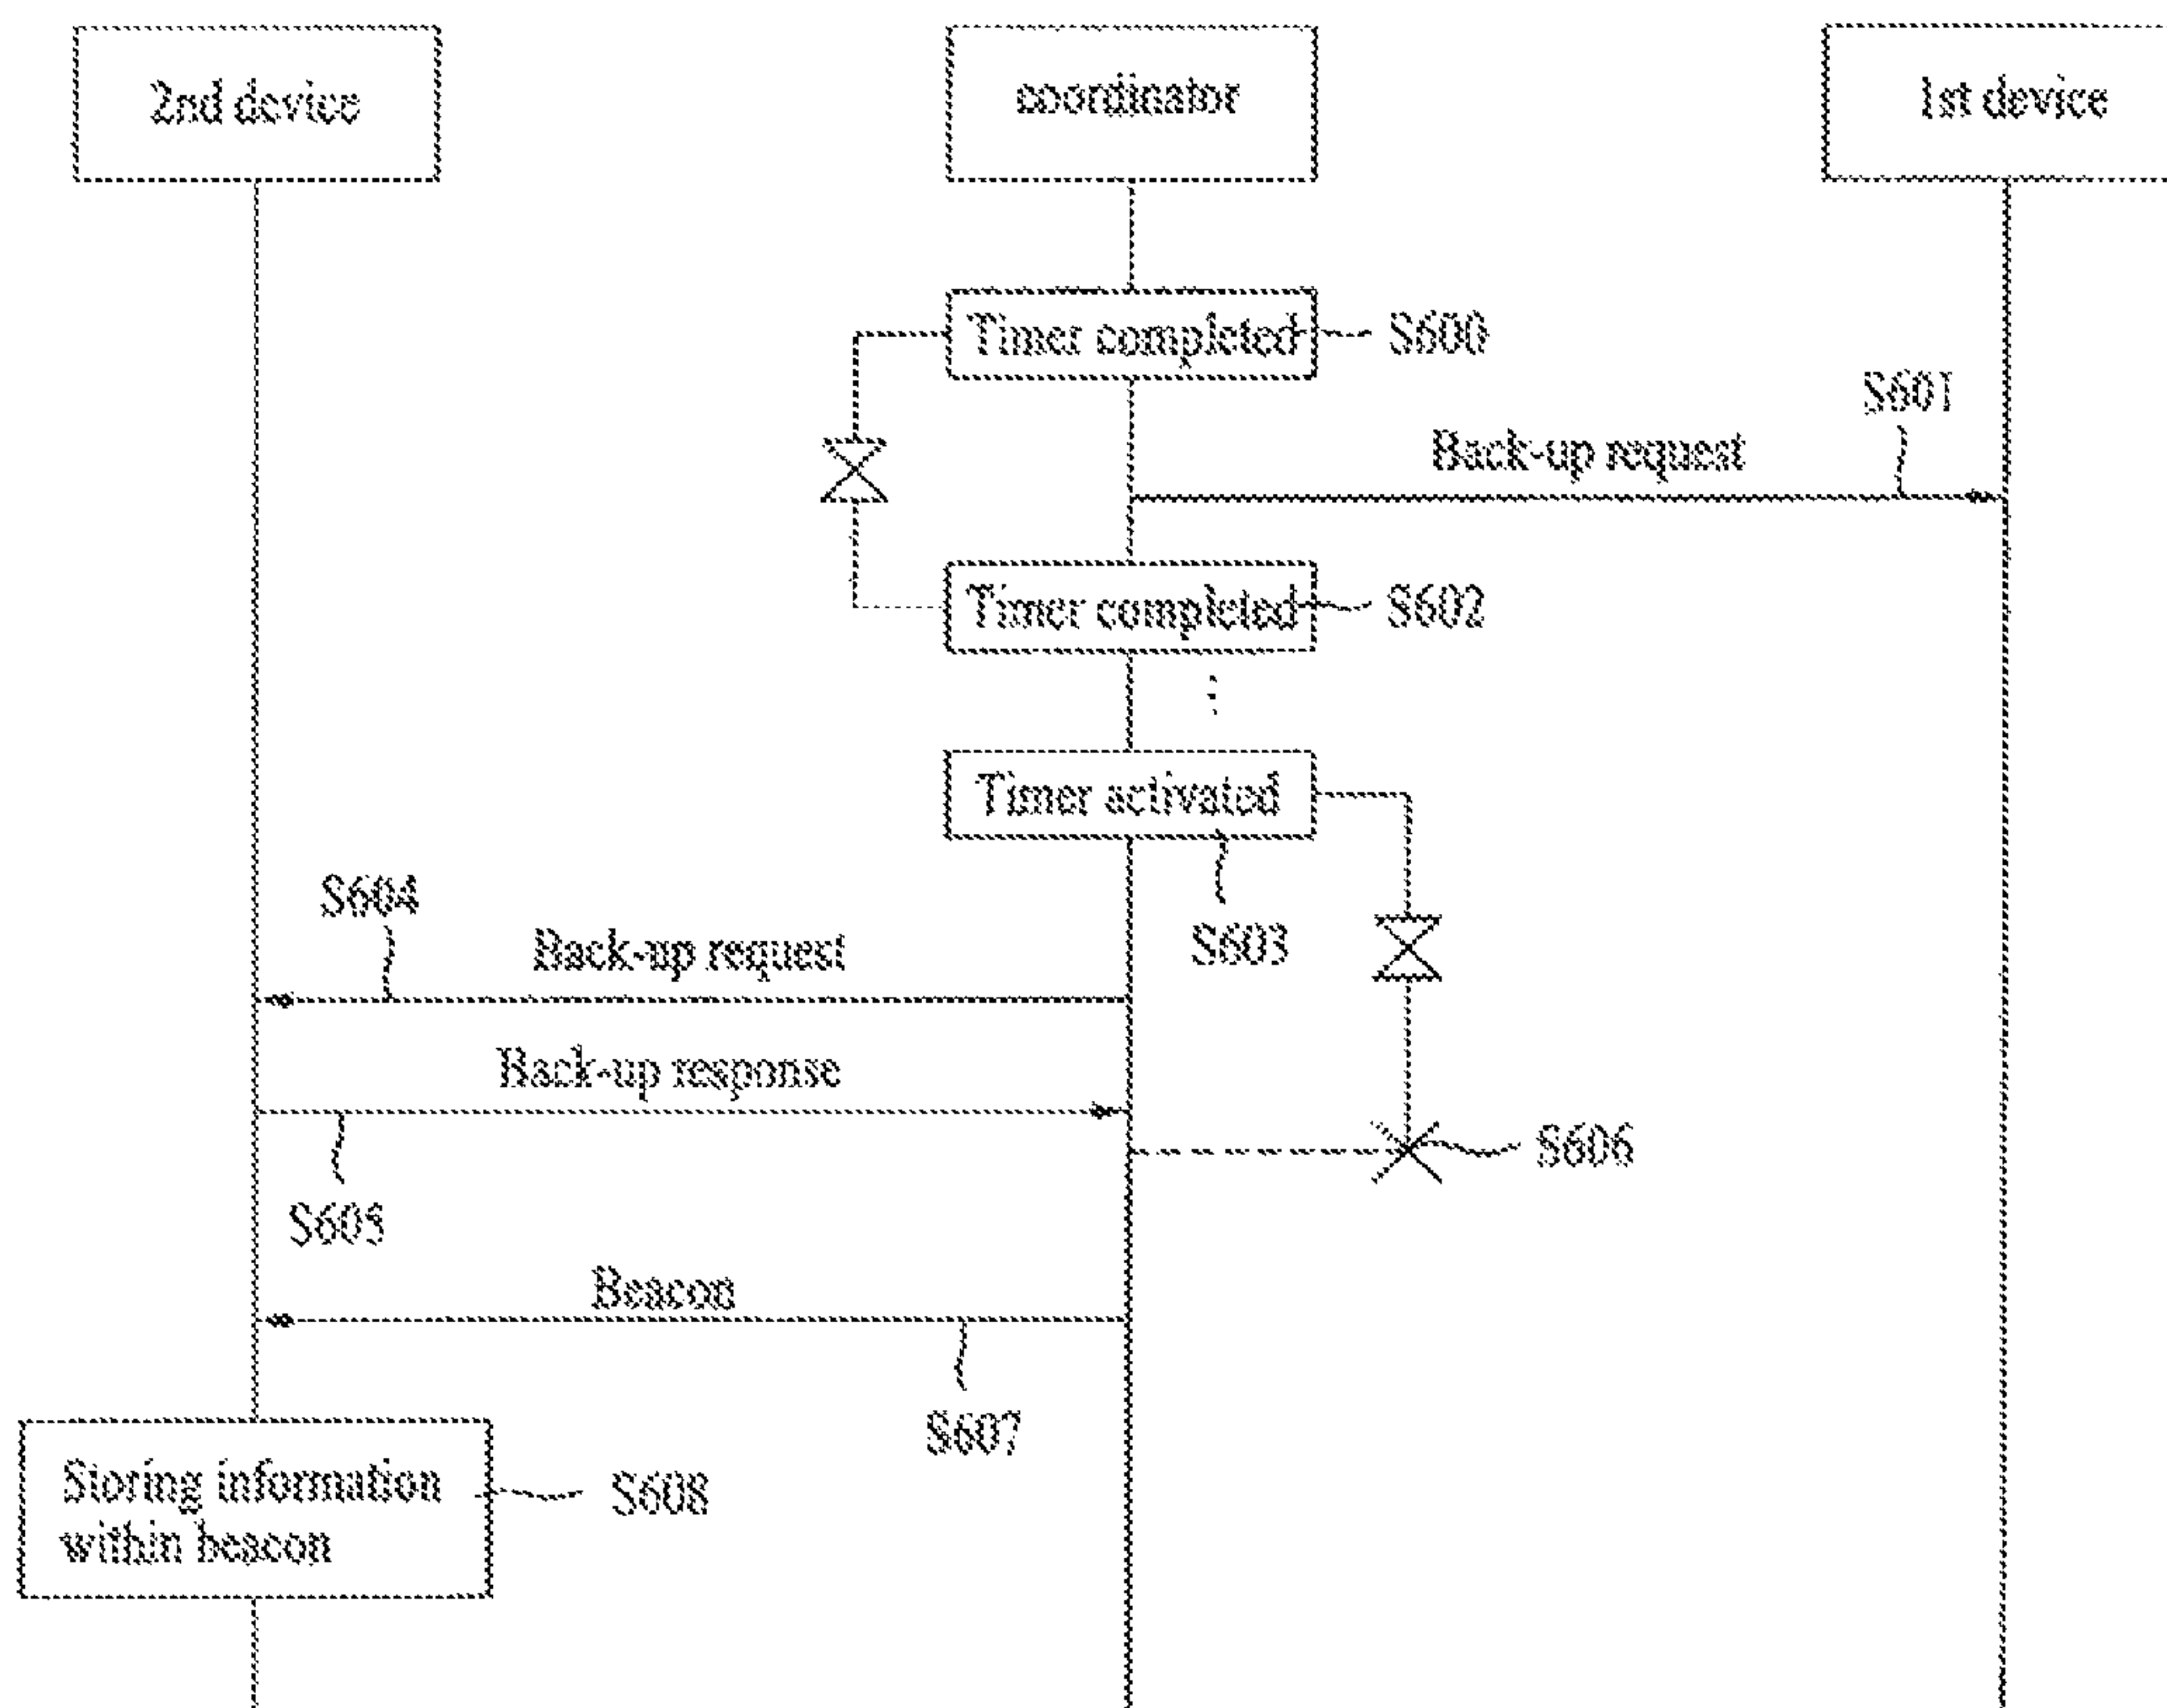 2nd device
coordinator
1st device
Timer completed
S600
S601
Back-up request
Timer completed
S602
Timer activated
S603
S604
Back-up request
Back-up response
S605
S606
Beacon
S607
Storing information
within beacon
S608